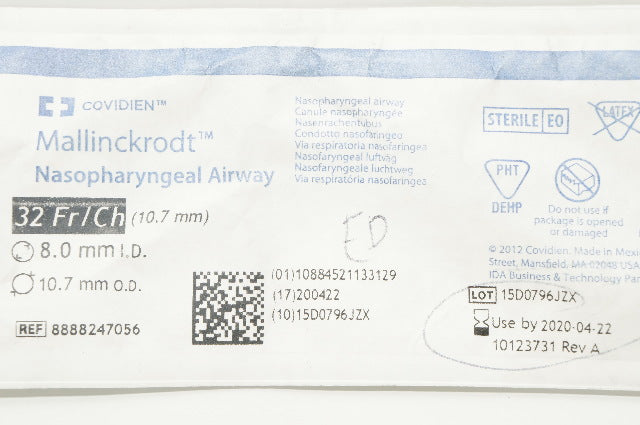 COVIDIEN™
Mallinckrodt™
Nasopharyngeal Airway
32 Fr/Ch (10.7 mm)
8.0 mm I.D.
10.7 mm O.D.
REF 8888247056
Nasopharyngeal airway
Canule nasopharyngée
Nasenrachentubus
Condotto nasofaringeo
Vía respiratoria nasofaríngea
Nasofaryngeal luftväg
Nasofaryngeale luchtweg
Via respiratória nasofaríngea
ED
(01)10884521133129
(17)200422
(10)15D0796JZX
STERILE EO
LATEX
PHT
DEHP
Do not use if
package is opened
or damaged
© 2012 Covidien. Made in Mexi
Street, Mansfield, MA 02048 USA
IDA Business & Technology Par
LOT 15D0796JZX
Use by 2020-04-22
10123731 Rev A